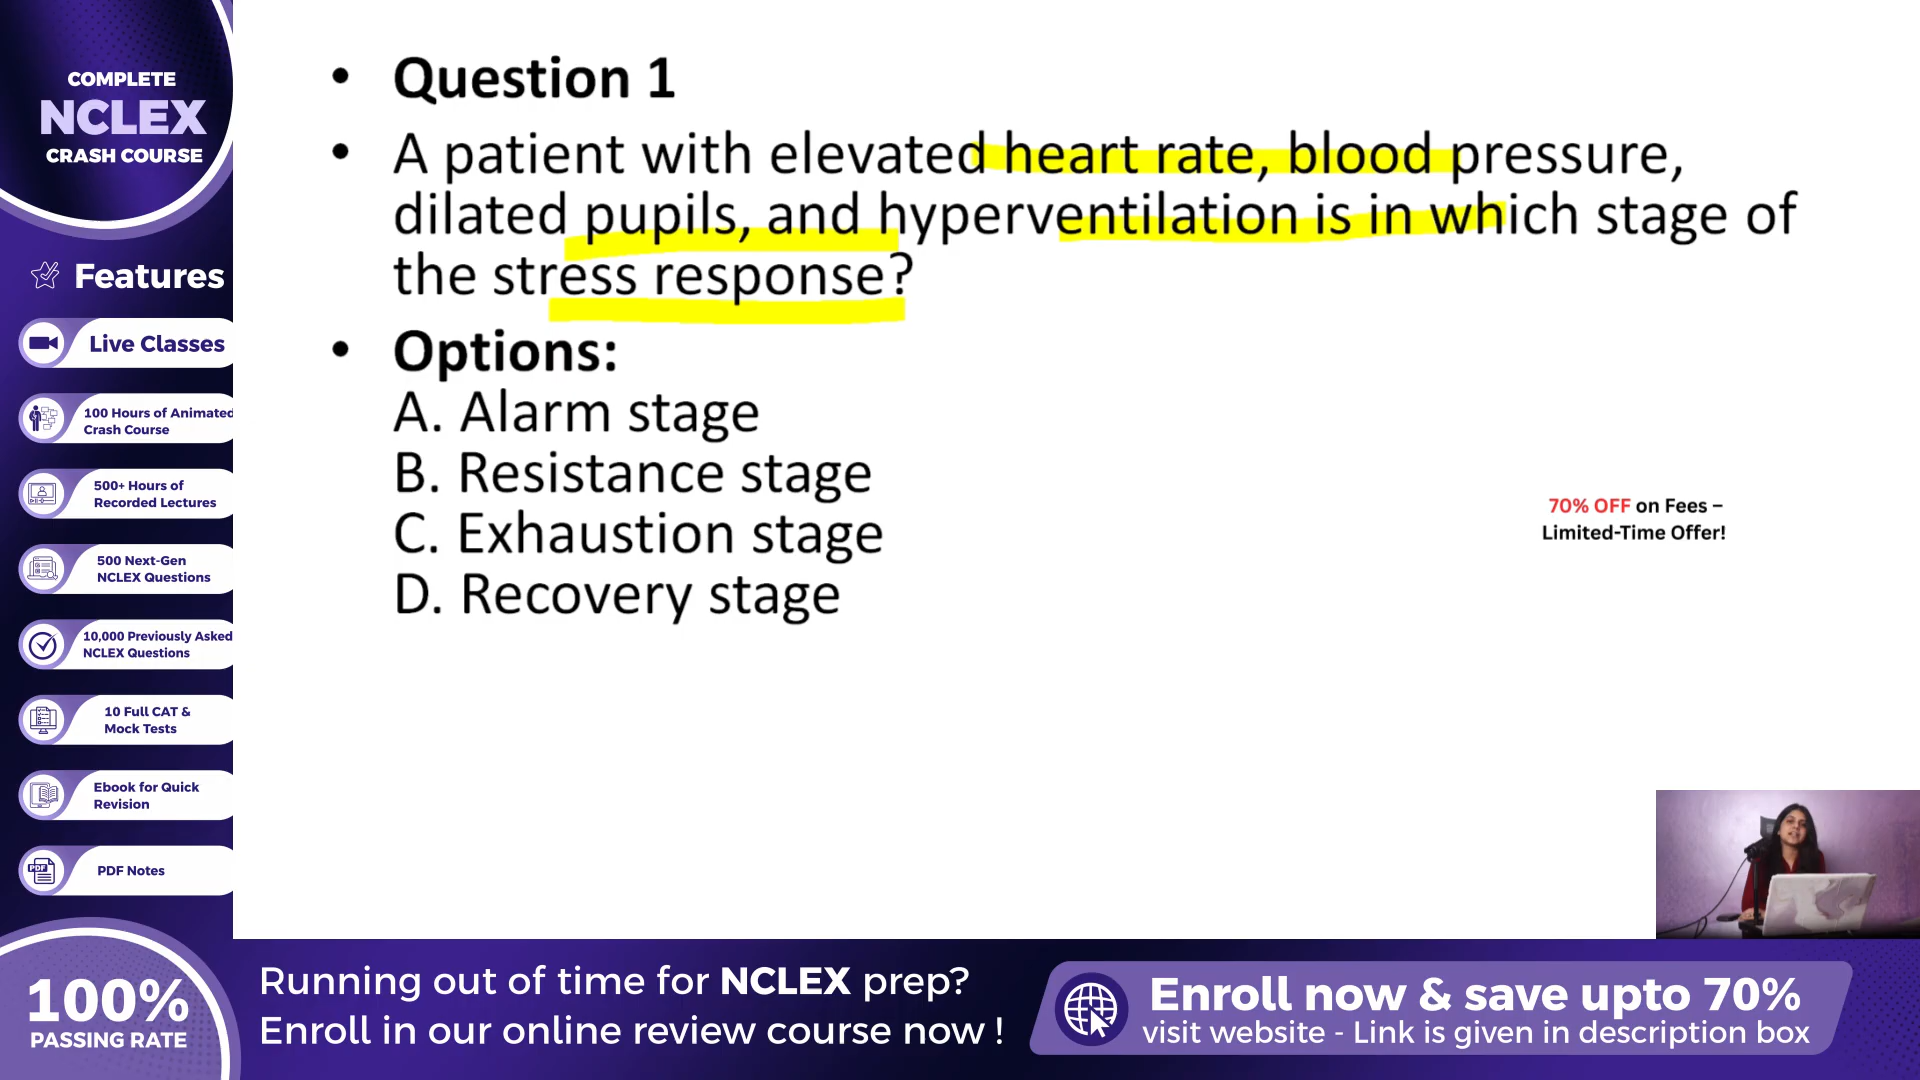 COMPLETE
NCLEX
CRASH COURSE
Features
Live Classes
100 Hours of Animated
Crash Course
500+ Hours of
Recorded Lectures
500 Next-Gen
NCLEX Questions
10,000 Previously Asked
NCLEX Questions
10 Full CAT &
Mock Tests
Ebook for Quick
Revision
PDF
PDF Notes
100%
PASSING RATE
• Question 1
• A patient with elevated heart rate, blood pressure,
dilated pupils, and hyperventilation is in which stage of
the stress response?
• Options:
A. Alarm stage
B. Resistance stage
C. Exhaustion stage
D. Recovery stage
70% OFF on Fees –
Limited-Time Offer!
Running out of time for NCLEX prep?
Enroll in our online review course now !
Enroll now & save upto 70%
visit website - Link is given in description box